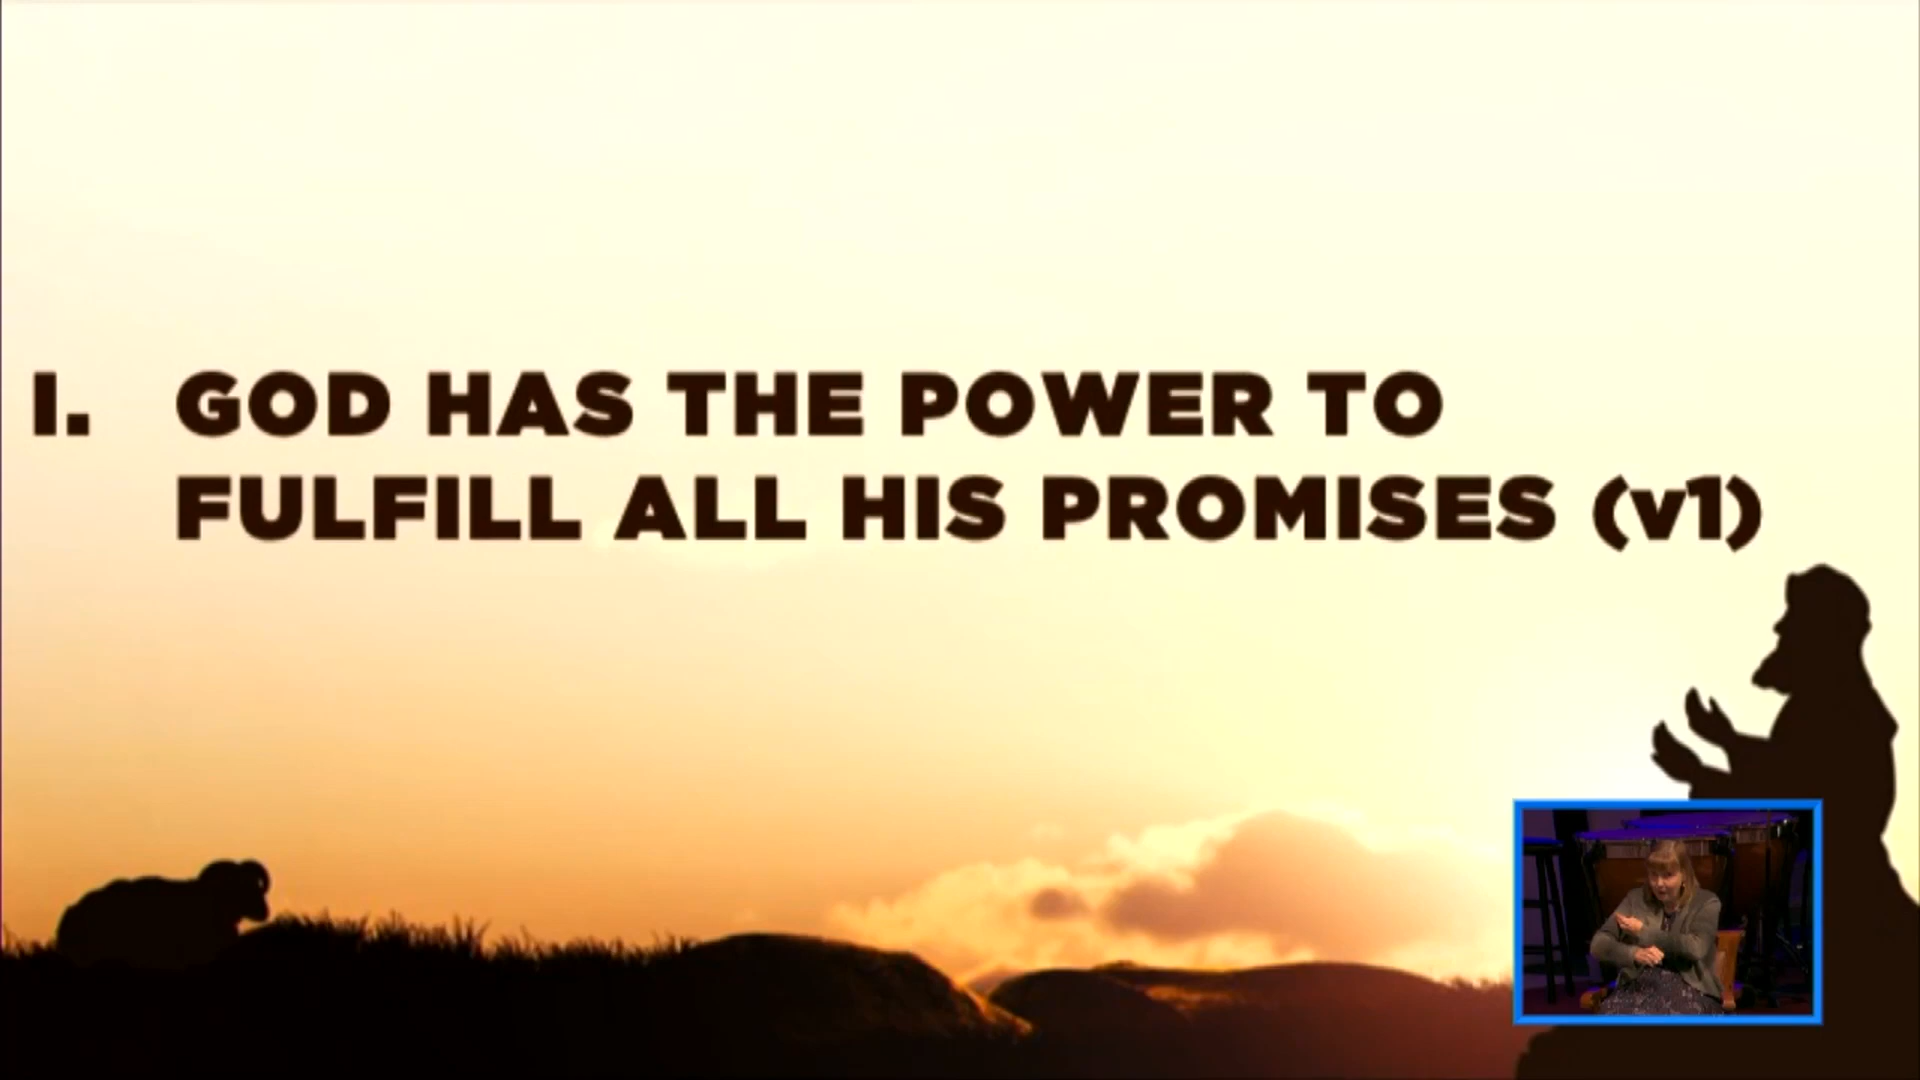 I. GOD HAS THE POWER TO
FULFILL ALL HIS PROMISES (v1)